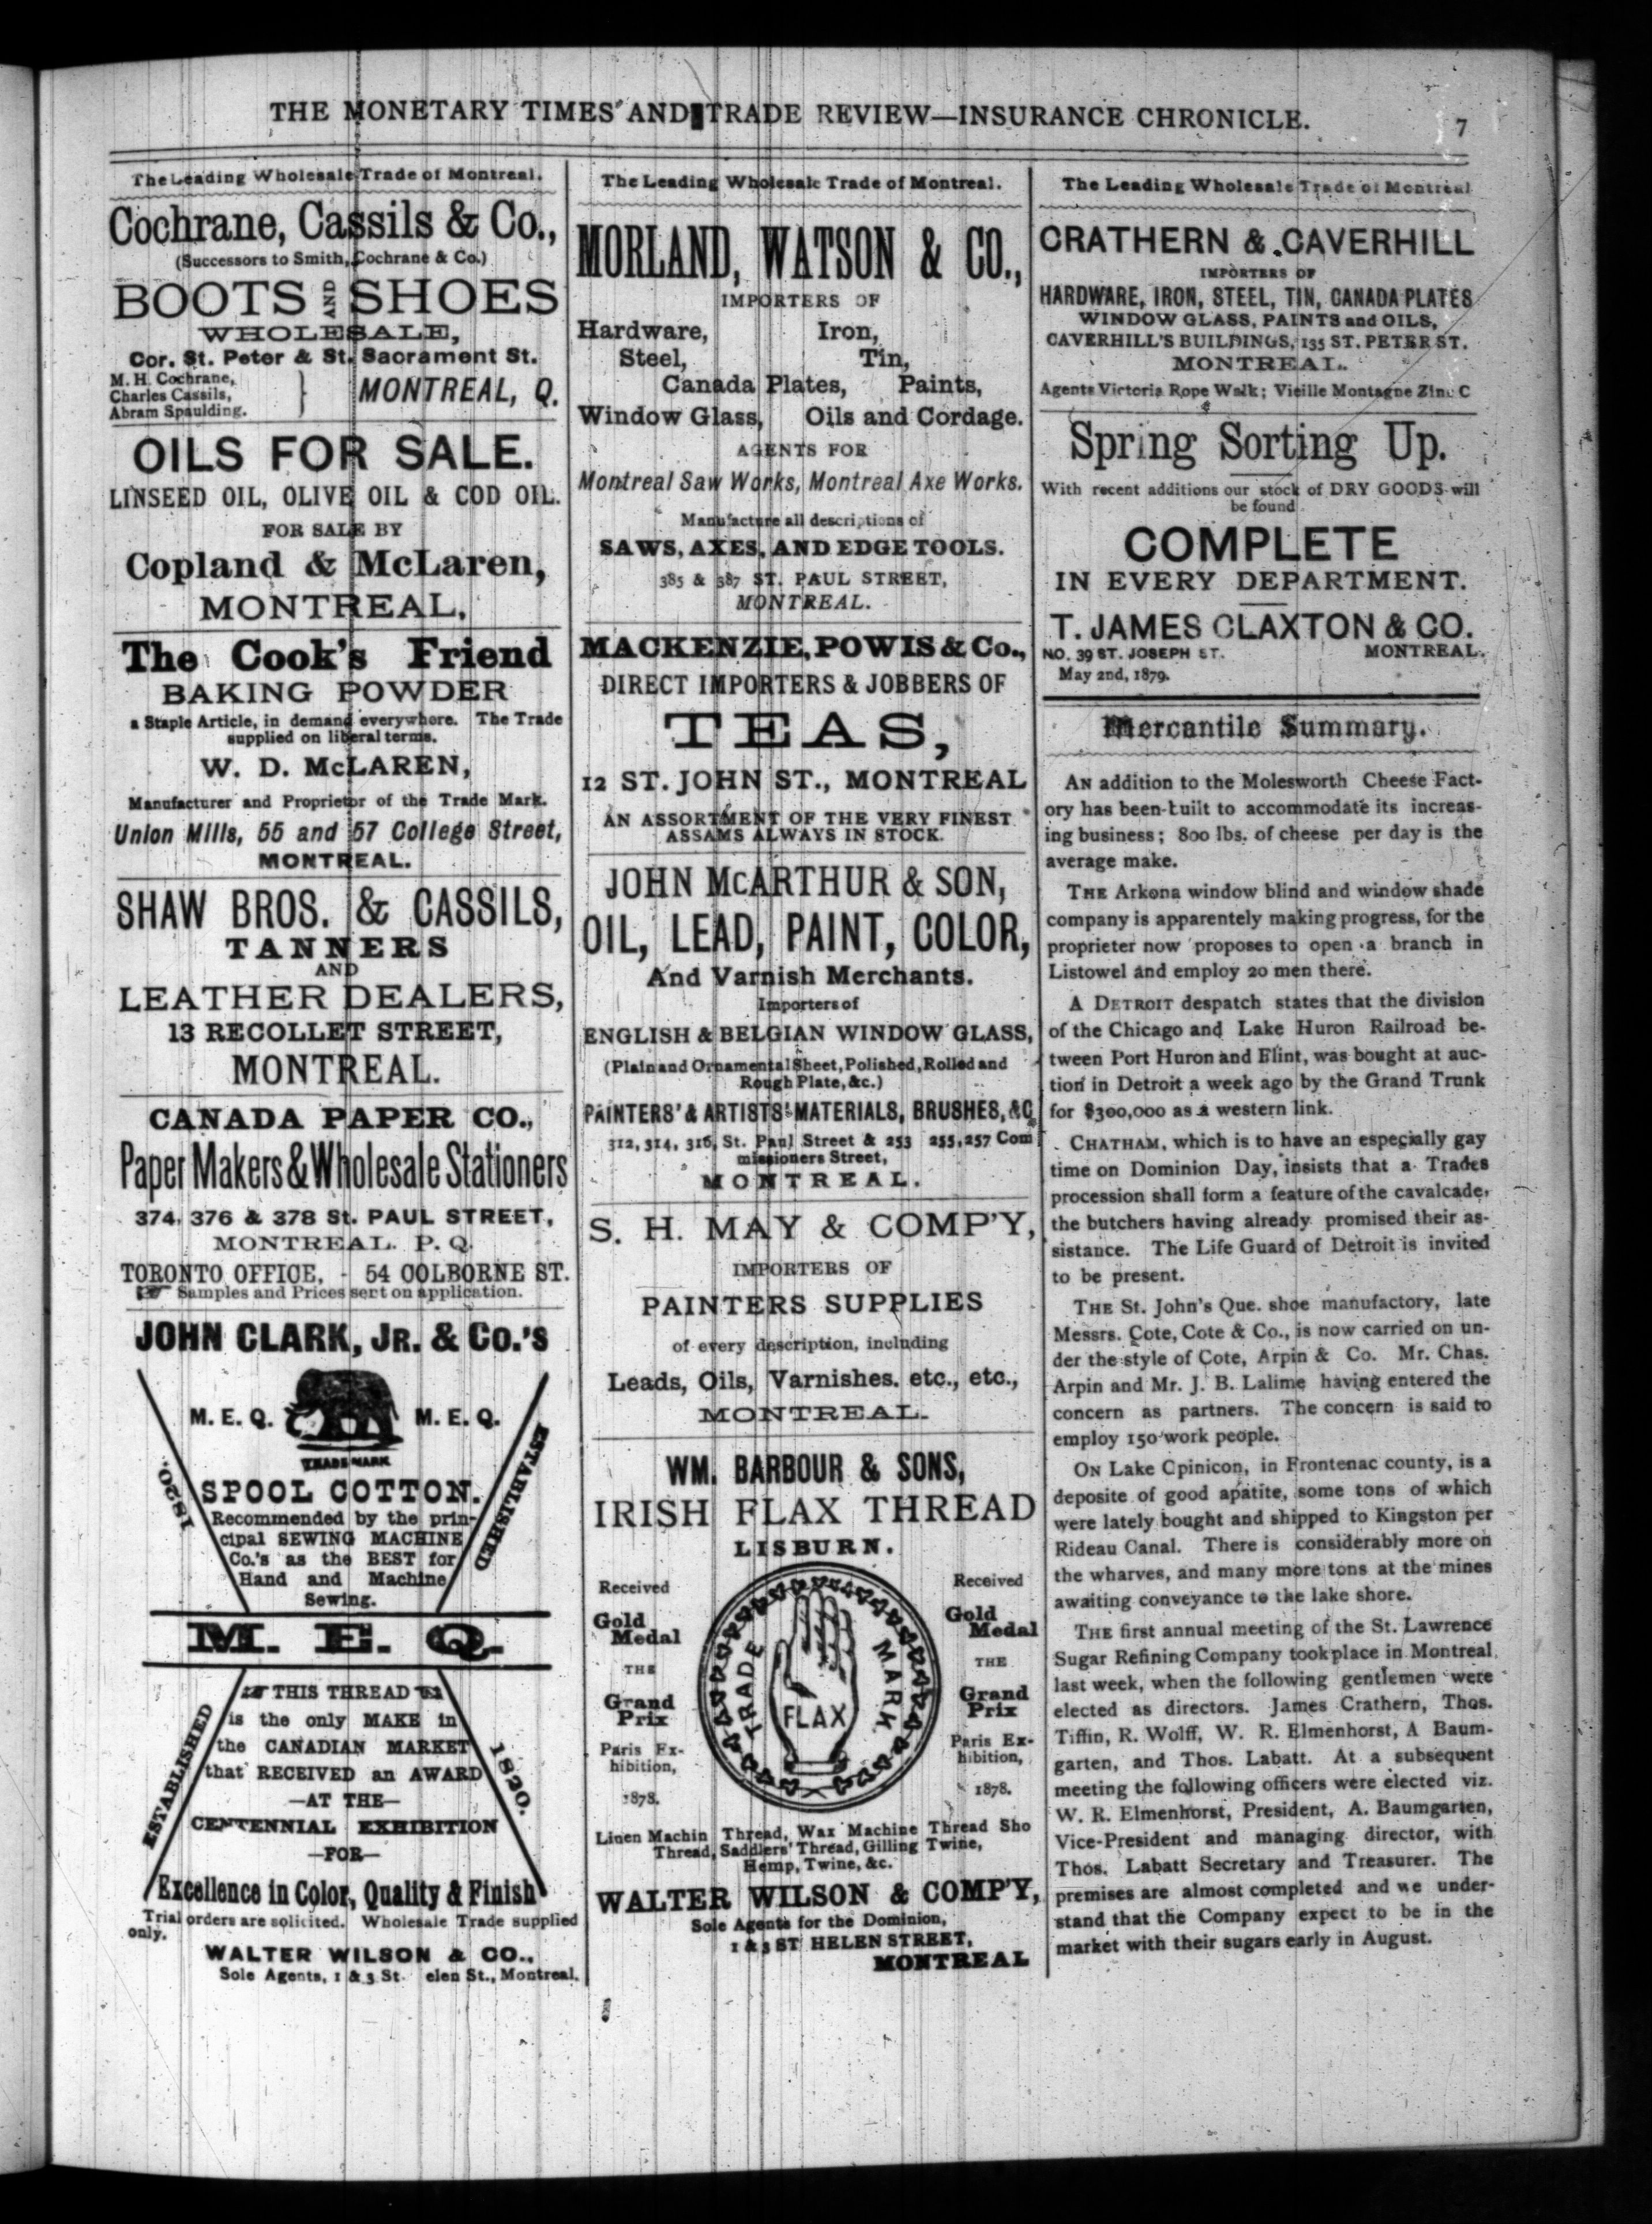 THE MONETARY TIMES AND TRADE REVIEW—INSURANCE CHRONICLE.
7
The Leading Wholesale Trade of Montreal.
Cochrane, Cassils & Co.,
(Successors to Smith, Cochrane & Co.)
BOOTS AND SHOES
WHOLESALE,
Cor. St. Peter & St. Sacrament St.
M. H. Cochrane,
Charles Cassils,
Abram Spaulding.
MONTREAL, Q.
OILS FOR SALE.
LINSEED OIL, OLIVE OIL & COD OIL.
FOR SALE BY
Copland & McLaren,
MONTREAL.
The Cook's Friend
BAKING POWDER
a Staple Article, in demand everywhere. The Trade
supplied on liberal terms.
W. D. McLAREN,
Manufacturer and Proprietor of the Trade Mark.
Union Mills, 55 and 57 College Street,
MONTREAL.
SHAW BROS. & CASSILS,
TANNERS
AND
LEATHER DEALERS,
13 RECOLLET STREET,
MONTREAL.
CANADA PAPER CO.,
Paper Makers & Wholesale Stationers
374, 376 & 378 St. PAUL STREET,
MONTREAL. P. Q.
TORONTO OFFICE, - 54 COLBORNE ST.
Samples and Prices sert on application.
JOHN CLARK, JR. & CO.'S
M. E. Q. M. E. Q.
TRADE MARK
ESTABLISHED
1820.
SPOOL COTTON.
Recommended by the prin-
cipal SEWING MACHINE
Co.'s as the BEST for
Hand and Machine
Sewing.
M. E. Q.
ESTABLISHED
1820.
THIS THREAD
is the only MAKE in
the CANADIAN MARKET
that RECEIVED an AWARD
—AT THE—
CENTENNIAL EXHIBITION
—FOR—
Excellence in Color, Quality & Finish
Trial orders are solicited. Wholesale Trade supplied
only.
WALTER WILSON & CO.,
Sole Agents, 1 & 3 St. elen St., Montreal.
The Leading Wholesale Trade of Montreal.
MORLAND, WATSON & CO.,
IMPORTERS OF
Hardware, Iron,
Steel, Tin,
Canada Plates, Paints,
Window Glass, Oils and Cordage.
AGENTS FOR
Montreal Saw Works, Montreal Axe Works.
Manufacture all descriptions of
SAWS, AXES, AND EDGE TOOLS.
385 & 387 ST. PAUL STREET,
MONTREAL.
MACKENZIE, POWIS & Co.,
DIRECT IMPORTERS & JOBBERS OF
TEAS,
12 ST. JOHN ST., MONTREAL
AN ASSORTMENT OF THE VERY FINEST
ASSAMS ALWAYS IN STOCK.
JOHN McARTHUR & SON,
OIL, LEAD, PAINT, COLOR,
And Varnish Merchants.
Importers of
ENGLISH & BELGIAN WINDOW GLASS,
(Plain and Ornamental Sheet, Polished, Rolled and
Rough Plate, &c.)
PAINTERS' & ARTISTS' MATERIALS, BRUSHES, &C
312, 314, 316, St. Paul Street & 253 255, 257 Com
missioners Street,
MONTREAL.
S. H. MAY & COMP'Y,
IMPORTERS OF
PAINTERS SUPPLIES
of every description, including
Leads, Oils, Varnishes. etc., etc.,
MONTREAL.
WM. BARBOUR & SONS,
IRISH FLAX THREAD
LISBURN.
Received
Gold
Medal
THE
Grand
Prix
Paris Ex-
hibition,
1878.
TRADE MARK
FLAX
Received
Gold
Medal
THE
Grand
Prix
Paris Ex-
hibition,
1878.
Linen Machin Thread, Wax Machine Thread Sho
Thread, Saddlers' Thread, Gilling Twine,
Hemp, Twine, &c.
WALTER WILSON & COMP'Y,
Sole Agents for the Dominion,
1 & 3 ST HELEN STREET,
MONTREAL
The Leading Wholesale Trade of Montreal
CRATHERN & CAVERHILL
IMPORTERS OF
HARDWARE, IRON, STEEL, TIN, CANADA PLATES
WINDOW GLASS, PAINTS and OILS,
CAVERHILL'S BUILDINGS, 135 ST. PETER ST.
MONTREAL.
Agents Victoria Rope Walk; Vieille Montagne Zinc C
Spring Sorting Up.
With recent additions our stock of DRY GOODS will
be found
COMPLETE
IN EVERY DEPARTMENT.
T. JAMES CLAXTON & CO.
NO. 39 ST. JOSEPH ST. MONTREAL.
May 2nd, 1879.
Mercantile Summary.
AN addition to the Molesworth Cheese Fact-
ory has been built to accommodate its increas-
ing business; 800 lbs. of cheese per day is the
average make.
THE Arkona window blind and window shade
company is apparentely making progress, for the
proprieter now proposes to open a branch in
Listowel and employ 20 men there.
A DETROIT despatch states that the division
of the Chicago and Lake Huron Railroad be-
tween Port Huron and Flint, was bought at auc-
tion in Detroit a week ago by the Grand Trunk
for $300,000 as a western link.
CHATHAM, which is to have an especially gay
time on Dominion Day, insists that a Trades
procession shall form a feature of the cavalcade,
the butchers having already promised their as-
sistance. The Life Guard of Detroit is invited
to be present.
THE St. John's Que. shoe manufactory, late
Messrs. Cote, Cote & Co., is now carried on un-
der the style of Cote, Arpin & Co. Mr. Chas.
Arpin and Mr. J. B. Lalime having entered the
concern as partners. The concern is said to
employ 150 work people.
ON Lake Opinicon, in Frontenac county, is a
deposite of good apatite, some tons of which
were lately bought and shipped to Kingston per
Rideau Canal. There is considerably more on
the wharves, and many more tons at the mines
awaiting conveyance to the lake shore.
THE first annual meeting of the St. Lawrence
Sugar Refining Company took place in Montreal
last week, when the following gentlemen were
elected as directors. James Crathern, Thos.
Tiffin, R. Wolff, W. R. Elmenhorst, A Baum-
garten, and Thos. Labatt. At a subsequent
meeting the following officers were elected viz.
W. R. Elmenhorst, President, A. Baumgarten,
Vice-President and managing director, with
Thos. Labatt Secretary and Treasurer. The
premises are almost completed and we under-
stand that the Company expect to be in the
market with their sugars early in August.